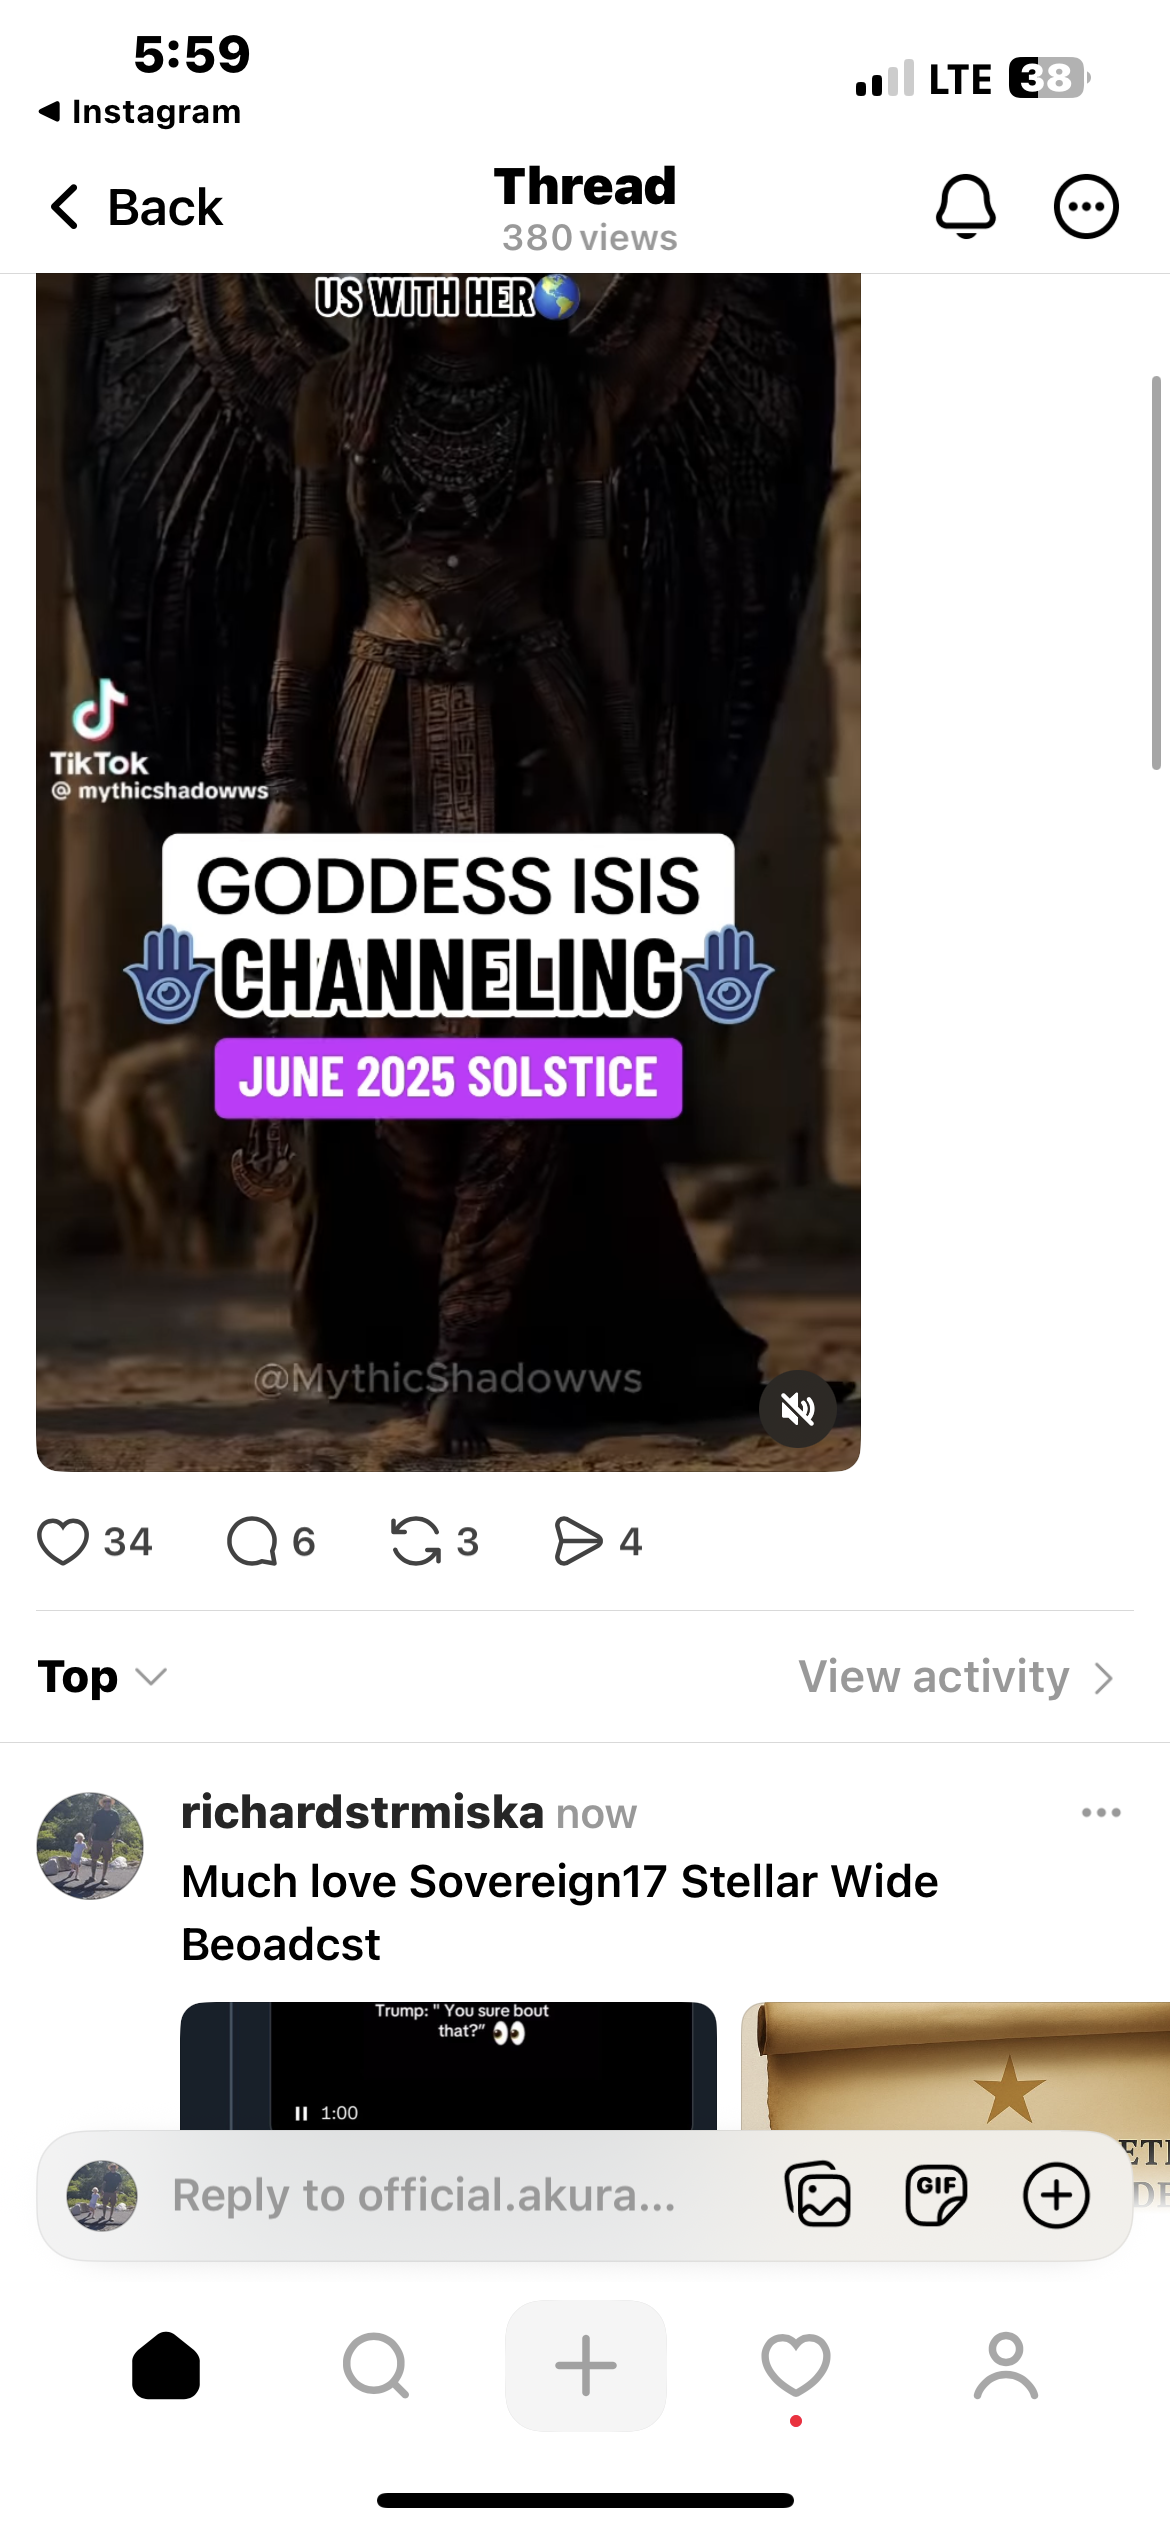 5:59
LTE 38
Instagram
Back
Thread
380 views
US WITH HER
TikTok
@ mythicshadowws
GODDESS ISIS
CHANNELING
JUNE 2025 SOLSTICE
@MythicShadowws
34
6
3
4
Top
View activity
richardstrmiska now
Much love Sovereign17 Stellar Wide
Beoadcst
Trump: " You sure bout
that?"
1:00
Reply to official.akura...
GIF